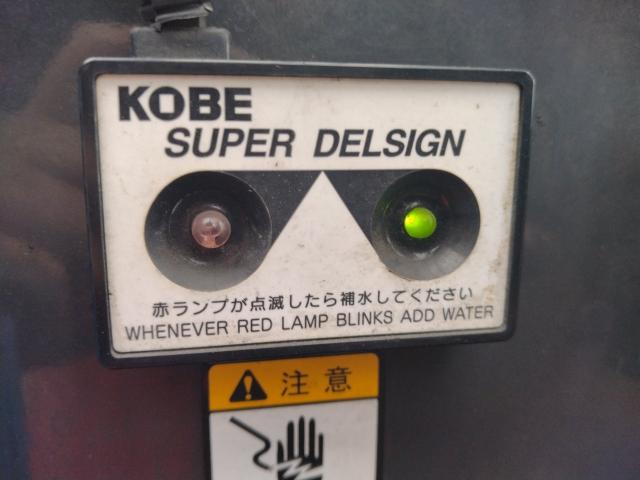 KOBE
SUPER DELSIGN
赤ランプが点滅したら補水してください
WHENEVER RED LAMP BLINKS ADD WATER
注意